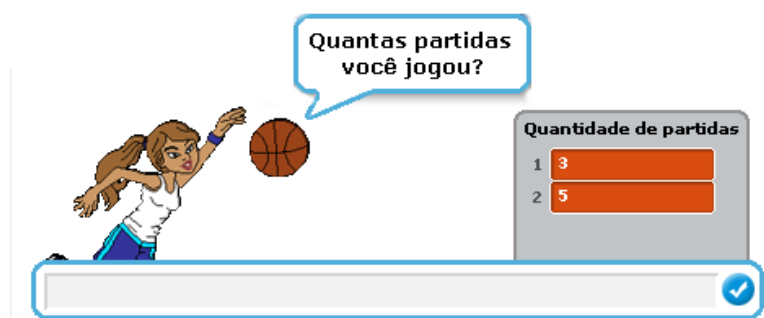 Quantas partidas
você jogou?
Quantidade de partidas
1 3
2 5